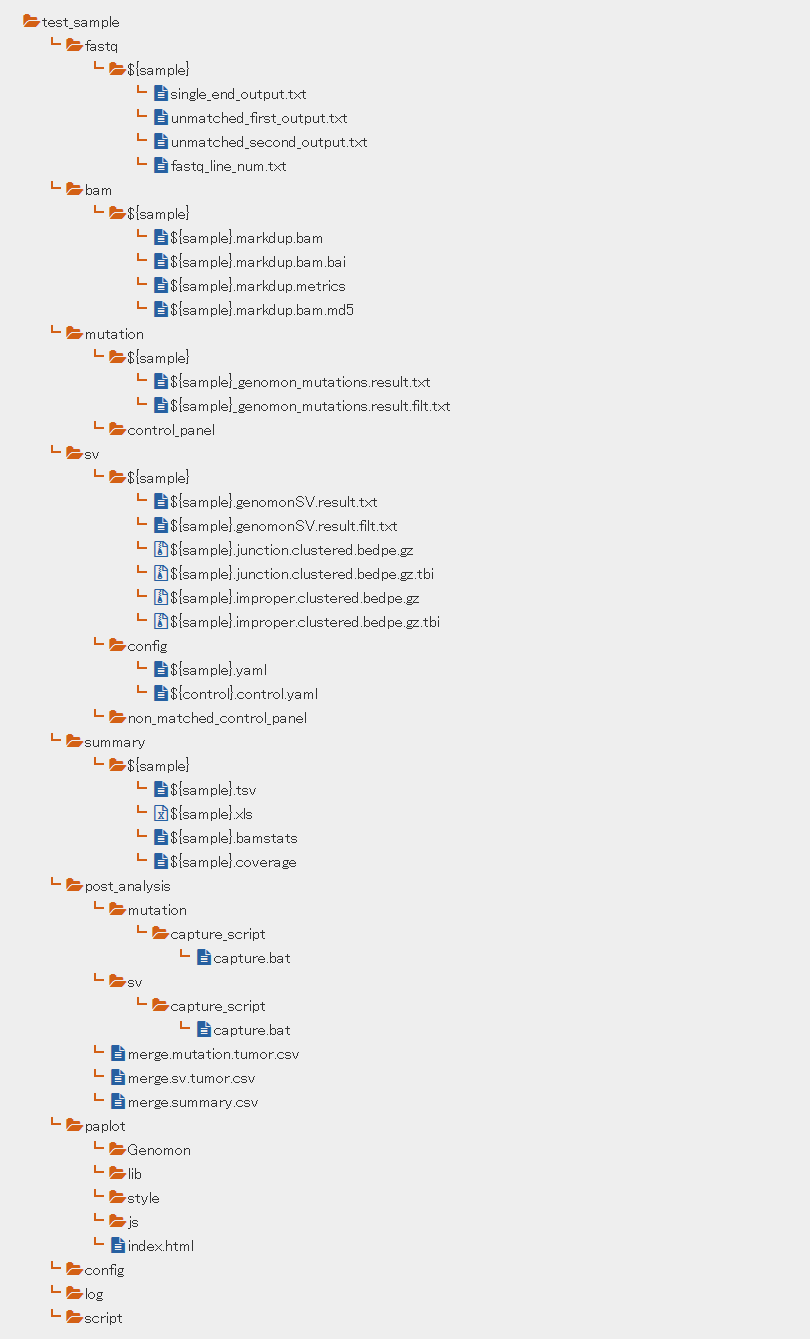 test_sample
fastq
${sample}
single_end_output.txt
unmatched_first_output.txt
unmatched_second_output.txt
fastq_line_num.txt
bam
${sample}
${sample}.markdup.bam
${sample}.markdup.bam.bai
${sample}.markdup.metrics
${sample}.markdup.bam.md5
mutation
${sample}
${sample}_genomon_mutations.result.txt
${sample}_genomon_mutations.result.filt.txt
control_panel
sv
${sample}
${sample}.genomonSV.result.txt
${sample}.genomonSV.result.filt.txt
${sample}.junction.clustered.bedpe.gz
${sample}.junction.clustered.bedpe.gz.tbi
${sample}.improper.clustered.bedpe.gz
${sample}.improper.clustered.bedpe.gz.tbi
config
${sample}.yaml
${control}.control.yaml
non_matched_control_panel
summary
${sample}
${sample}.tsv
${sample}.xls
${sample}.bamstats
${sample}.coverage
post_analysis
mutation
capture_script
capture.bat
sv
capture_script
capture.bat
merge.mutation.tumor.csv
merge.sv.tumor.csv
merge.summary.csv
paplot
Genomon
lib
style
js
index.html
config
log
script